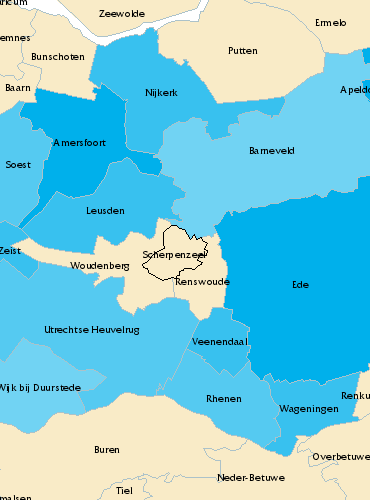 ricum
Zeewolde
Ermelo
emnes
Bunschoten
Putten
Baarn
Nijkerk
Apeldo
Amersfoort
Barneveld
Soest
Leusden
Zeist
Scherpenzeel
Woudenberg
Renswoude
Ede
Utrechtse Heuvelrug
Veenendaal
Wijk bij Duurstede
Rhenen
Renku
Wageningen
Buren
Overbetuwe
Neder-Betuwe
Tiel
malsen